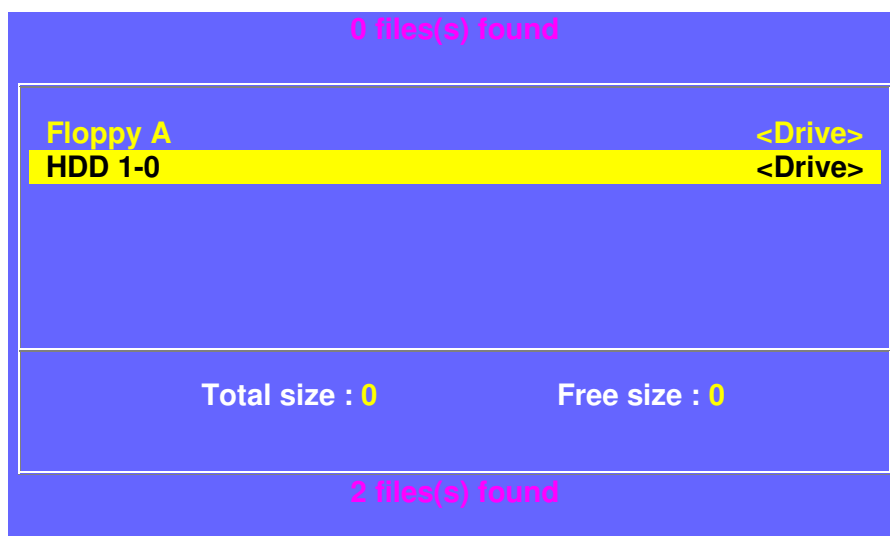 0 files(s) found
Floppy A <Drive>
HDD 1-0 <Drive>
Total size : 0 Free size : 0
2 files(s) found